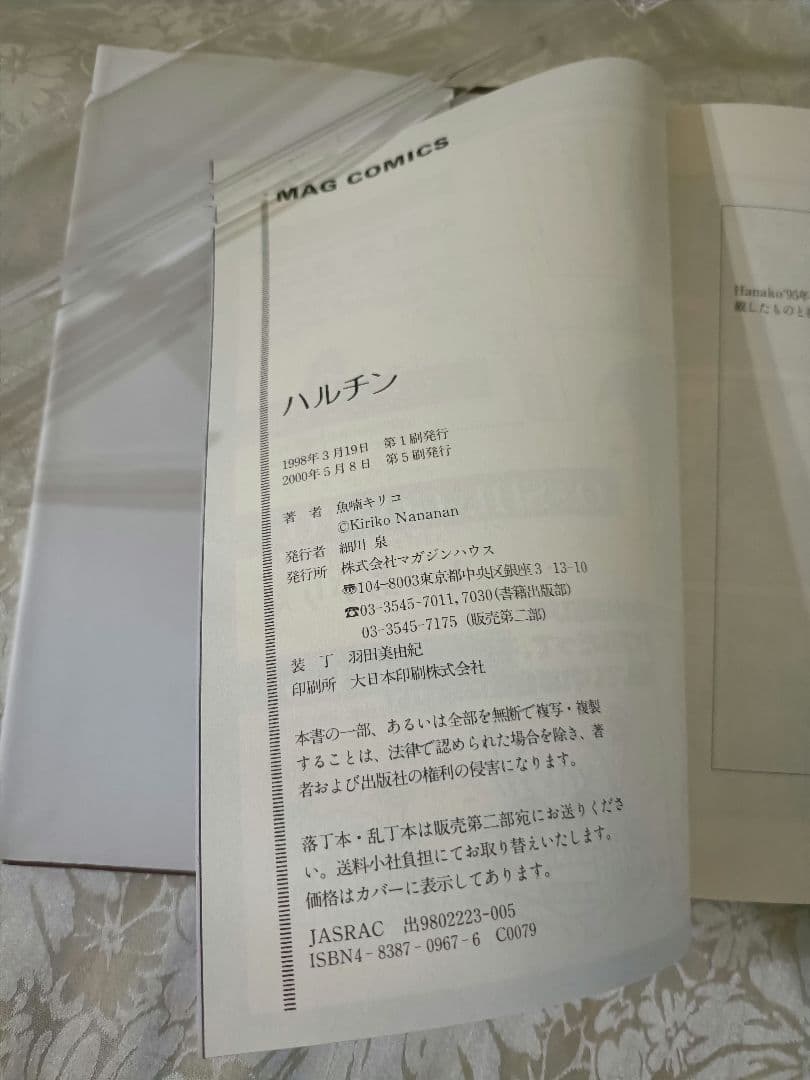 MAG COMICS
ハルチン
1998年3月19日 第1刷発行
2000年5月8日 第5刷発行
著 者 魚喃キリコ
©Kiriko Nananan
発行者 細川 泉
発行所 株式会社マガジンハウス
〠104-8003東京都中央区銀座3-13-10
☎03-3545-7011, 7030(書籍出版部)
03-3545-7175 (販売第二部)
装 丁 羽田美由紀
印刷所 大日本印刷株式会社
本書の一部、あるいは全部を無断で複写・複製
することは、法律で認められた場合を除き、著
者および出版社の権利の侵害になります。
落丁本・乱丁本は販売第二部宛にお送りくださ
い。送料小社負担にてお取り替えいたします。
価格はカバーに表示してあります。
JASRAC 出9802223-005
ISBN4-8387-0967-6 C0079
Hanako'95年
載したものと